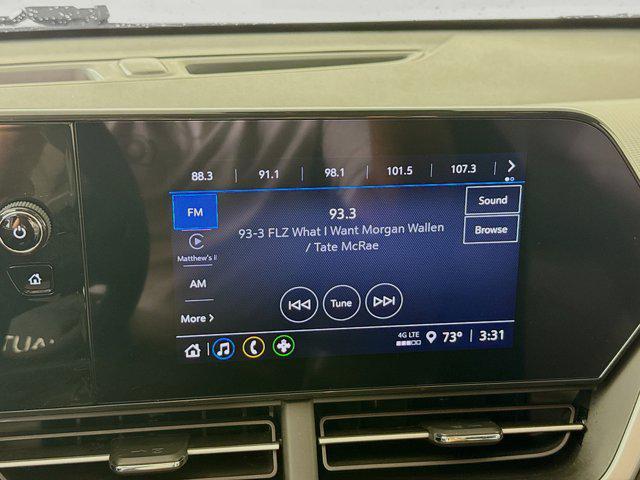 88.3 | 91.1 | 98.1 | 101.5 | 107.3
FM
93.3
Sound
93-3 FLZ What I Want Morgan Wallen
/ Tate McRae
Browse
Matthew's
AM
Tune
More
4G LTE
73° | 3:31